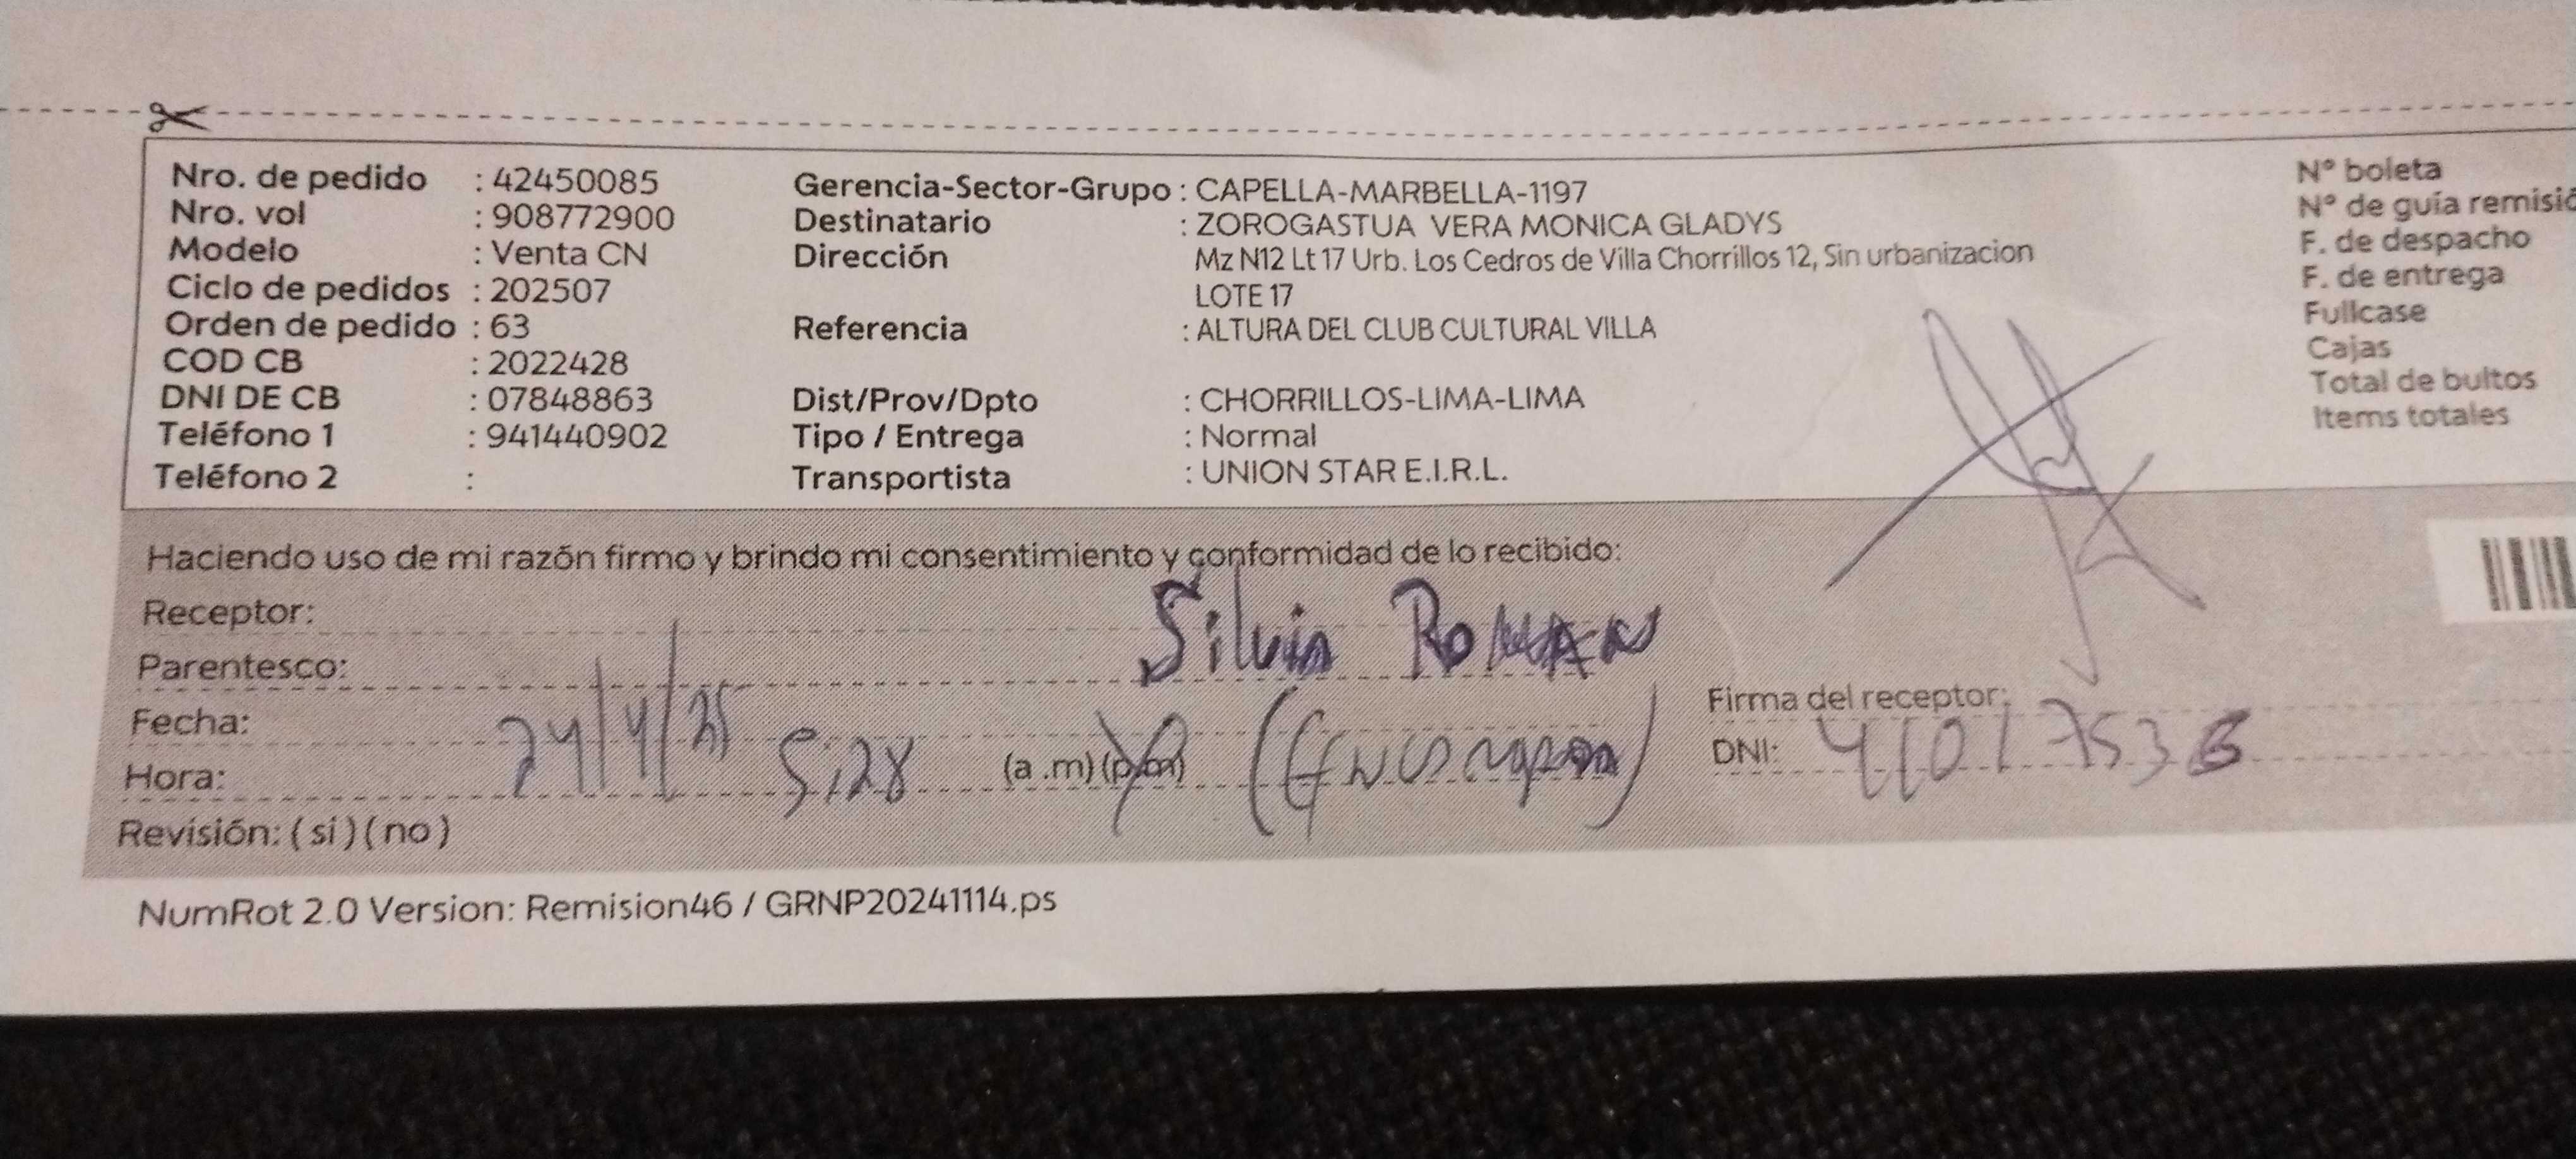 Nro. de pedido : 42450085
Nro. vol : 908772900
Modelo : Venta CN
Ciclo de pedidos : 202507
Orden de pedido : 63
COD CB : 2022428
DNI DE CB : 07848863
Teléfono 1 : 941440902
Teléfono 2 :
Gerencia-Sector-Grupo : CAPELLA-MARBELLA-1197
Destinatario : ZOROGASTUA VERA MONICA GLADYS
Dirección Mz N12 Lt 17 Urb. Los Cedros de Villa Chorrillos 12, Sin urbanizacion
LOTE 17
Referencia : ALTURA DEL CLUB CULTURAL VILLA
Dist/Prov/Dpto : CHORRILLOS-LIMA-LIMA
Tipo / Entrega : Normal
Transportista : UNION STAR E.I.R.L.
N° boleta
N° de guía remisió
F. de despacho
F. de entrega
Fullcase
Cajas
Total de bultos
Items totales
Haciendo uso de mi razón firmo y brindo mi consentimiento y conformidad de lo recibido:
Receptor: Silvia ROMAN
Parentesco:
Fecha: 24/4/25
Hora: 5:28 (a .m) (p.m)
Revisión: ( si ) ( no )
Firma del receptor:
DNI:
NumRot 2.0 Version: Remision46 / GRNP20241114.ps